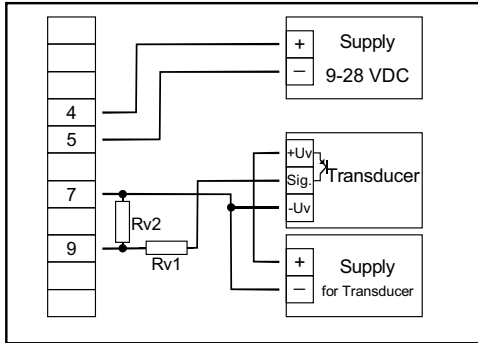 +
Supply
4
−
9-28 VDC
5
+Uv
7
Sig.
Transducer
Rv2
-Uv
9
Rv1
+
Supply
−
for Transducer